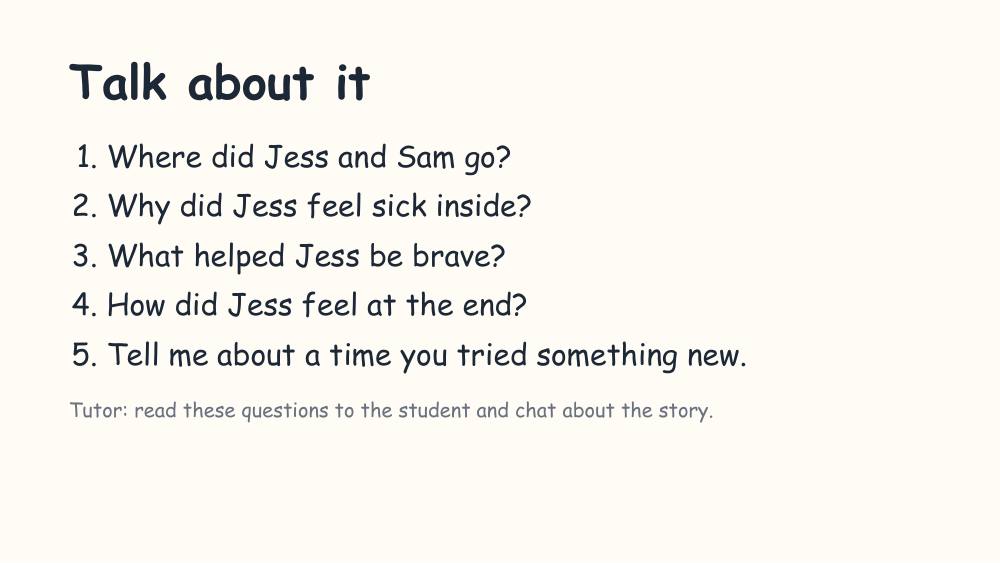 Talk about it
1. Where did Jess and Sam go?
2. Why did Jess feel sick inside?
3. What helped Jess be brave?
4. How did Jess feel at the end?
5. Tell me about a time you tried something new.
Tutor: read these questions to the student and chat about the story.